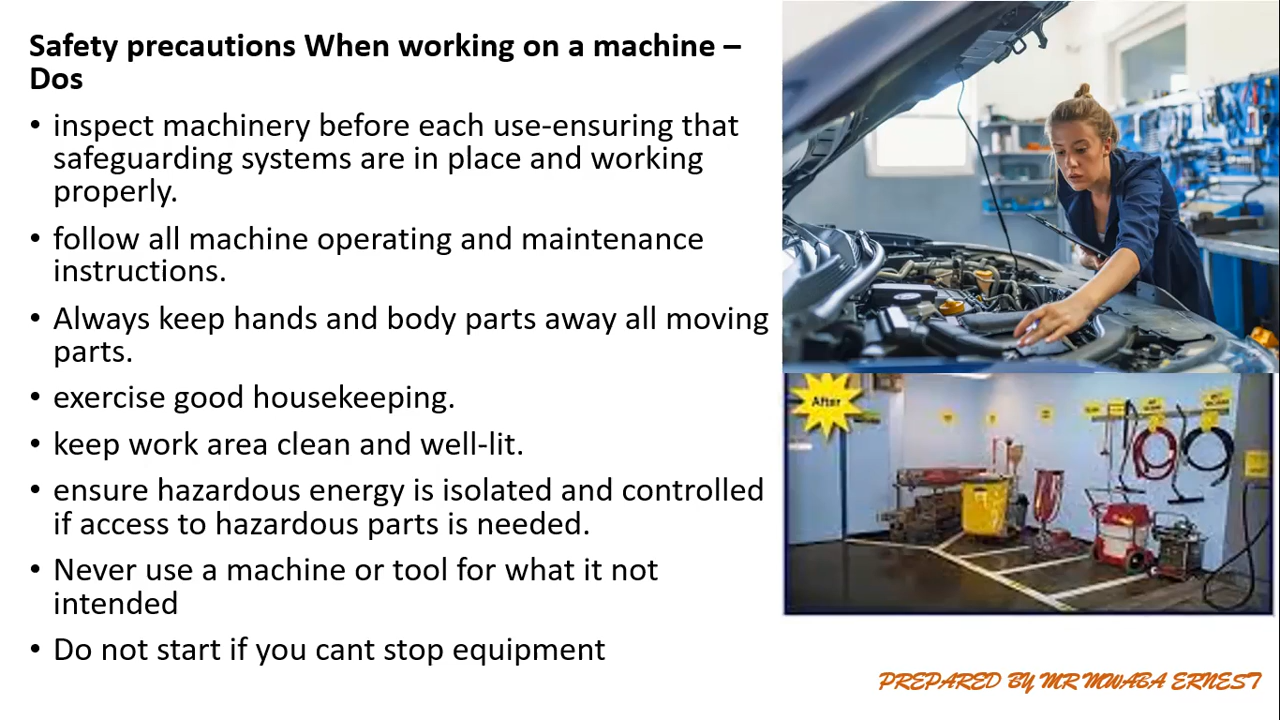 Safety precautions When working on a machine –
Dos
• inspect machinery before each use-ensuring that
safeguarding systems are in place and working
properly.
• follow all machine operating and maintenance
instructions.
• Always keep hands and body parts away all moving
parts.
• exercise good housekeeping.
• keep work area clean and well-lit.
• ensure hazardous energy is isolated and controlled
if access to hazardous parts is needed.
• Never use a machine or tool for what it not
intended
• Do not start if you cant stop equipment
After
PREPARED BY MR MWABA ERNEST